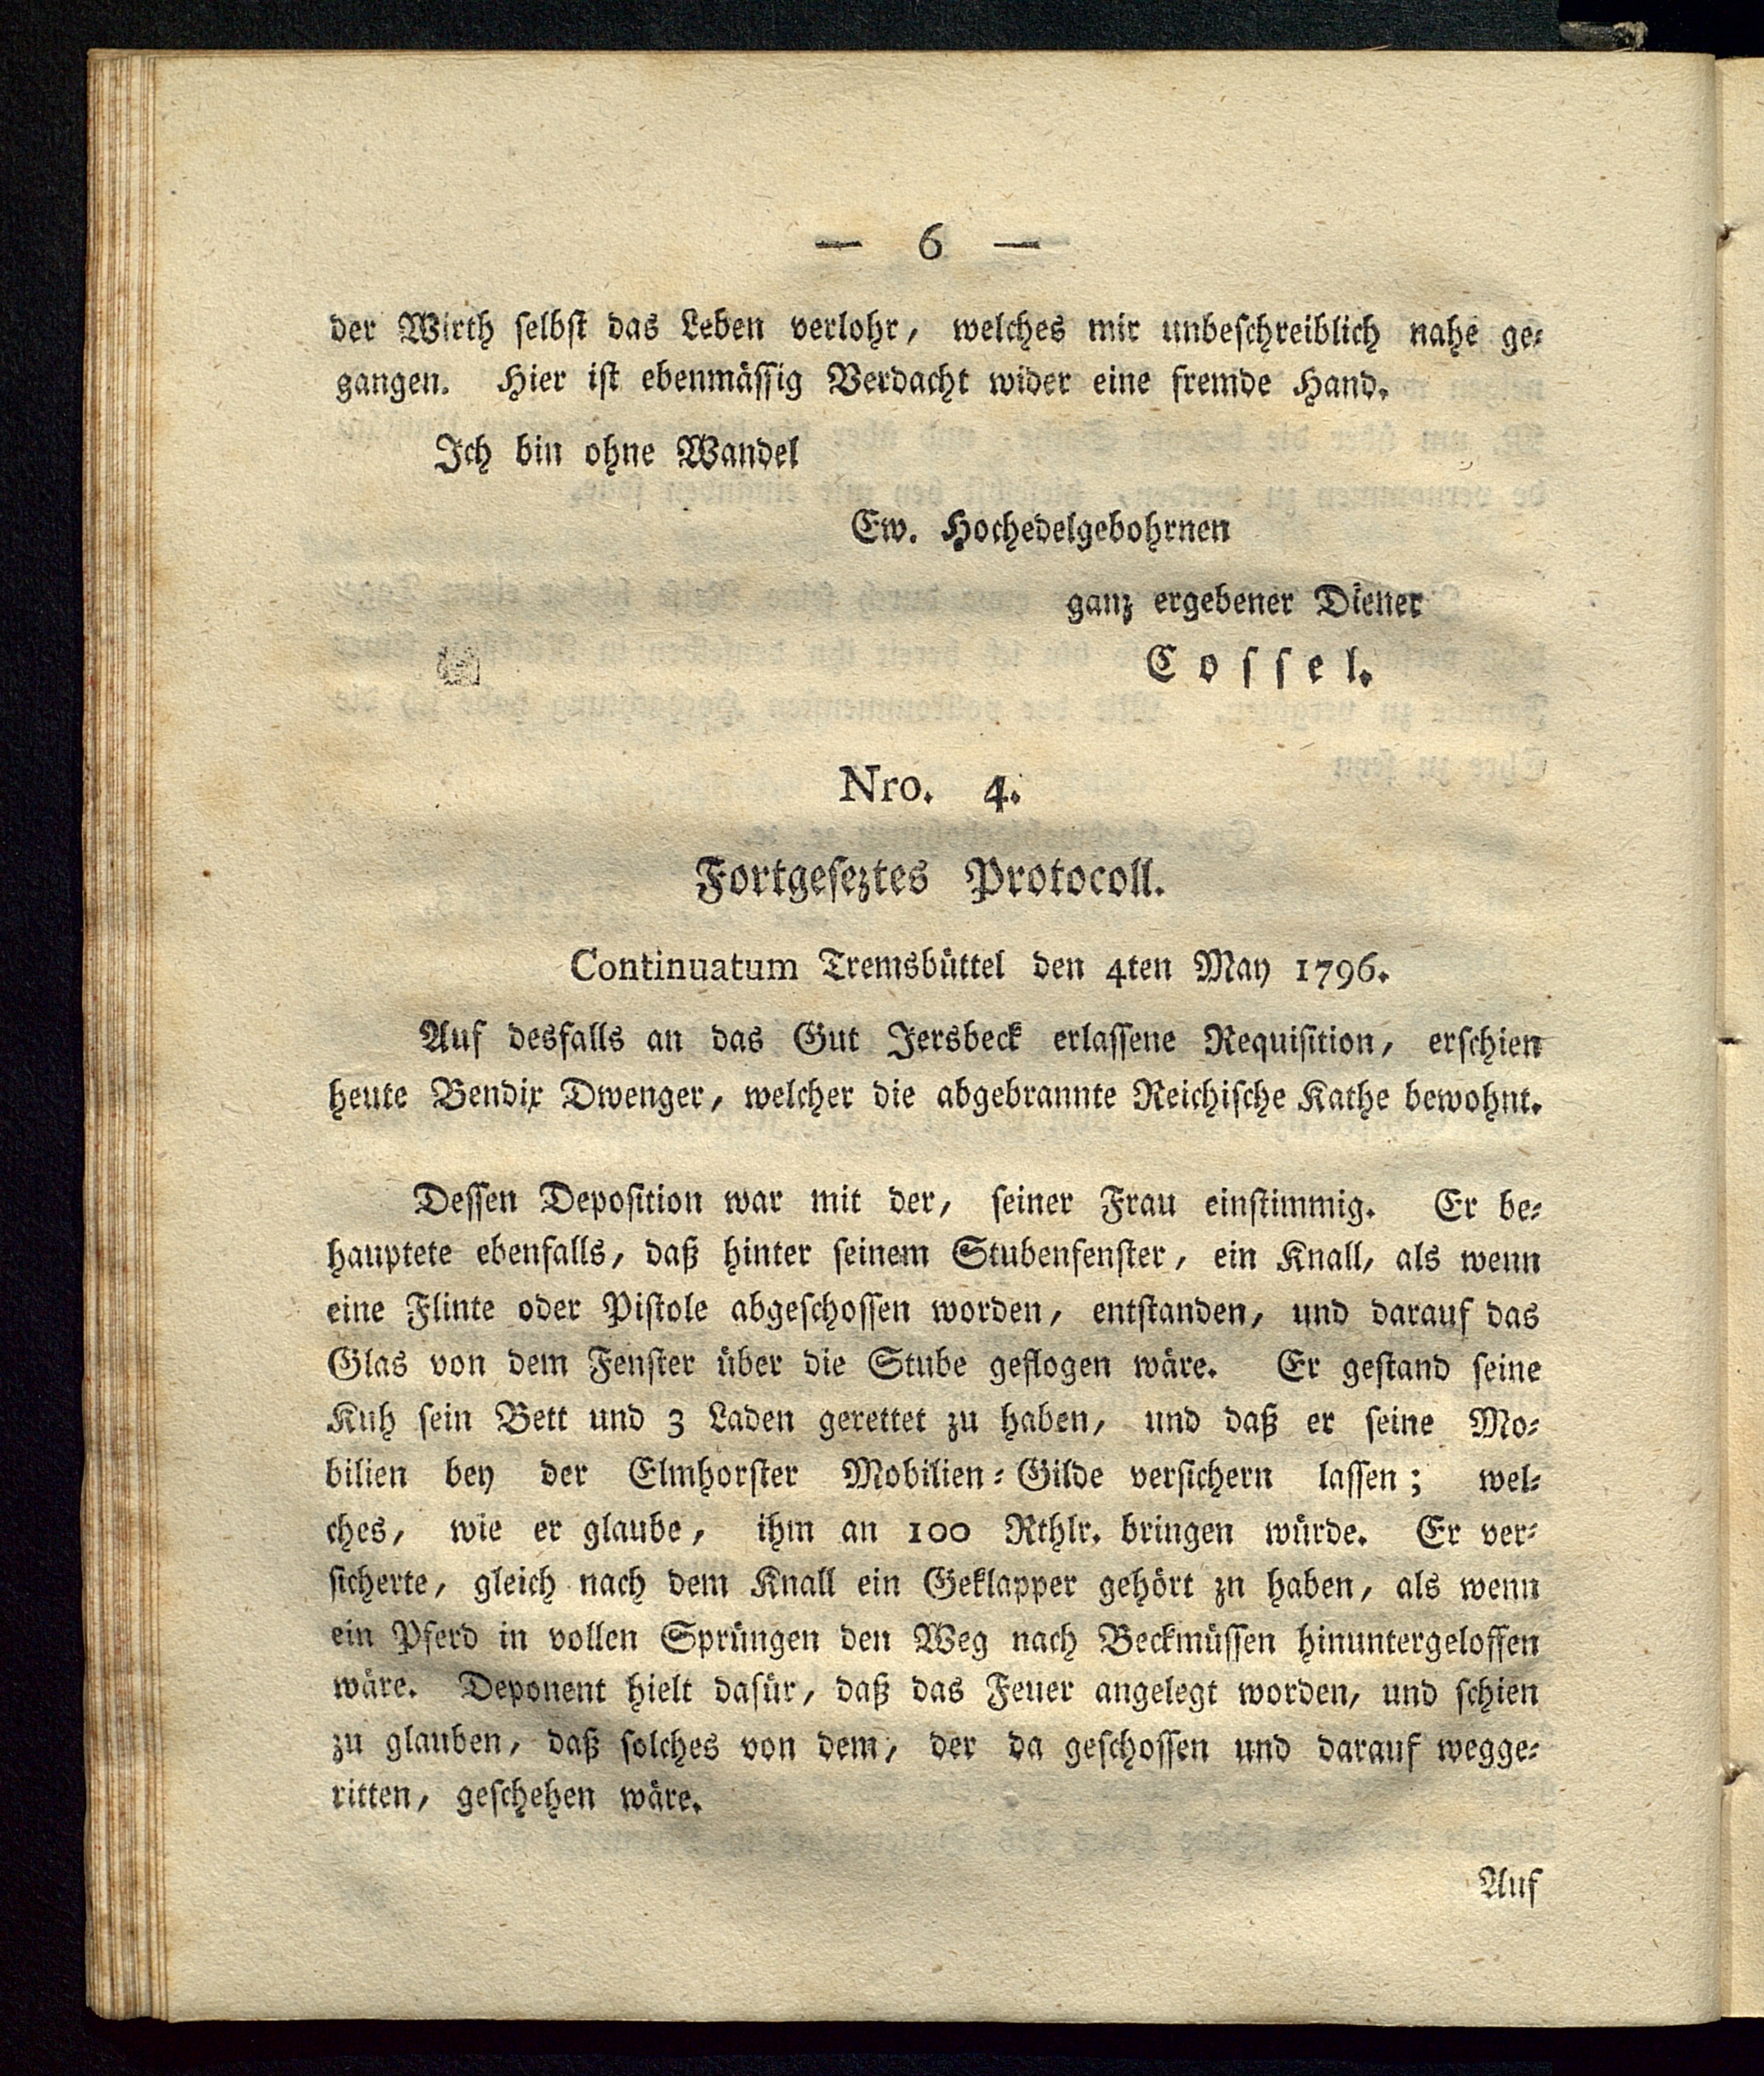 — 6 —
der Wirth selbst das Leben verlohr, welches mir unbeschreiblich nahe ge-
gangen. Hier ist ebenmässig Verdacht wider eine fremde Hand.
Ich bin ohne Wandel
Ew. Hochedelgebohrnen
ganz ergebener Diener
Cossel.
Nro. 4.
Fortgeseztes Protocoll.
Continuatum Tremsbüttel den 4ten May 1796.
Auf desfalls an das Gut Jersbeck erlassene Requisition, erschien
heute Bendix Dwenger, welcher die abgebrannte Reichische Kathe bewohnt.
Dessen Deposition war mit der, seiner Frau einstimmig. Er be-
hauptete ebenfalls, daß hinter seinem Stubenfenster, ein Knall, als wenn
eine Flinte oder Pistole abgeschossen worden, entstanden, und darauf das
Glas von dem Fenster über die Stube geflogen wäre. Er gestand seine
Kuh sein Bett und 3 Laden gerettet zu haben, und daß er seine Mo-
bilien bey der Elmhorster Mobilien-Gilde versichern lassen; wel-
ches, wie er glaube, ihm an 100 Rthlr. bringen würde. Er ver-
sicherte, gleich nach dem Knall ein Geklapper gehört zu haben, als wenn
ein Pferd in vollen Sprüngen den Weg nach Beckmüssen hinuntergeloffen
wäre. Deponent hielt dafür, daß das Feuer angelegt worden, und schien
zu glauben, daß solches von dem, der da geschossen und darauf wegge-
ritten, geschehen wäre.
Auf